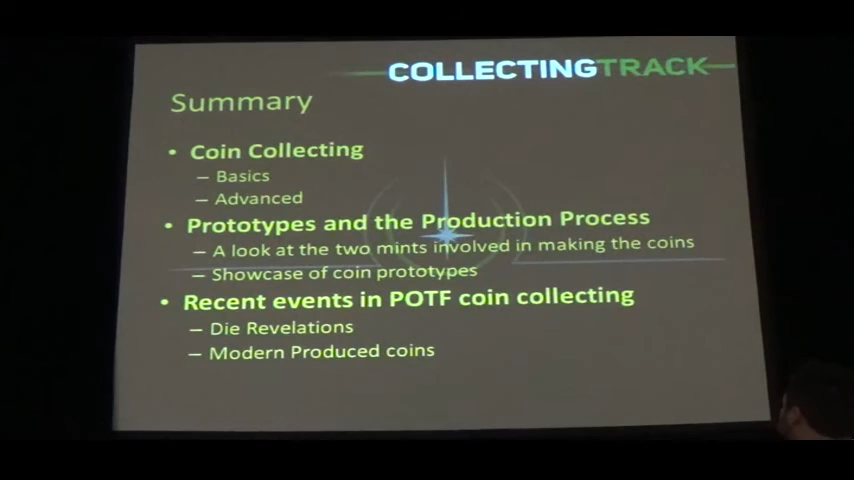 COLLECTINGTRACK
Summary
• Coin Collecting
– Basics
– Advanced
• Prototypes and the Production Process
– A look at the two mints involved in making the coins
– Showcase of coin prototypes
• Recent events in POTF coin collecting
– Die Revelations
– Modern Produced coins